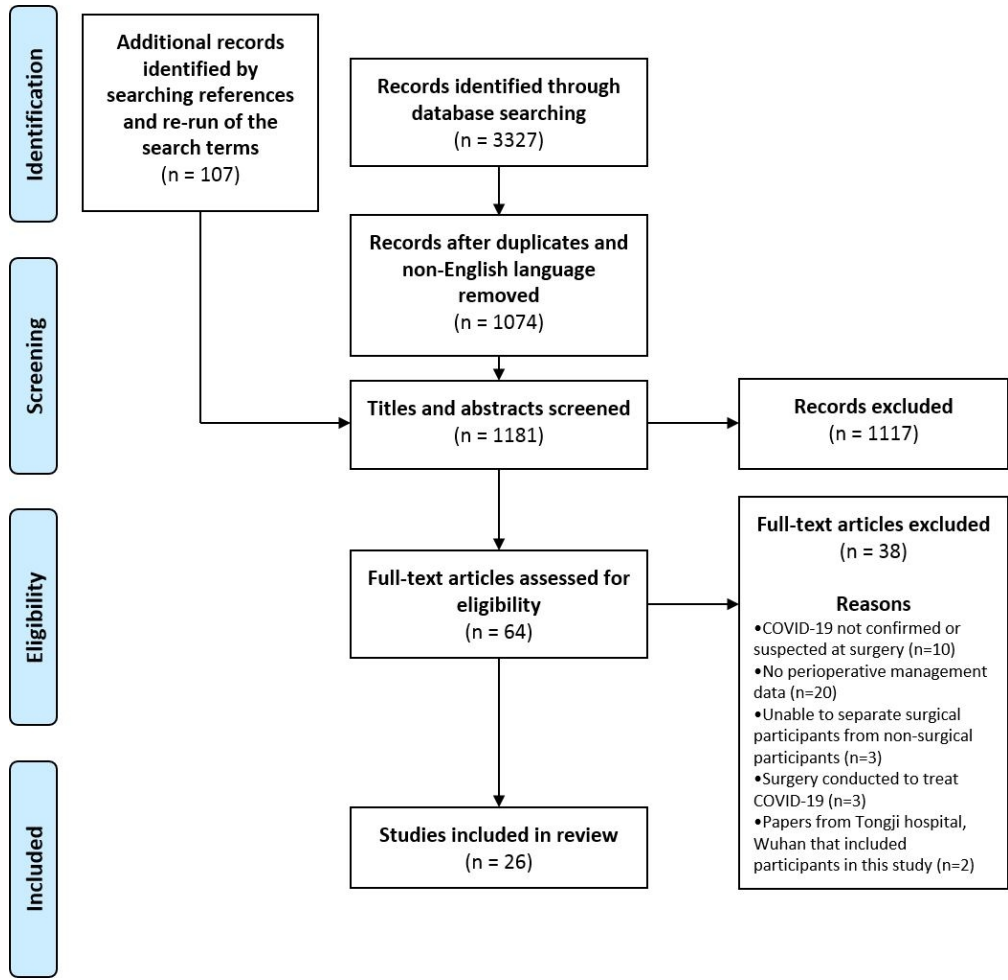 Identification
Additional records
identified by
searching references
and re-run of the
search terms
(n = 107)
Records identified through
database searching
(n = 3327)
Records after duplicates and
non-English language
removed
(n = 1074)
Screening
Titles and abstracts screened
(n = 1181)
Records excluded
(n = 1117)
Eligibility
Full-text articles assessed for
eligibility
(n = 64)
Full-text articles excluded
(n = 38)
Reasons
•COVID-19 not confirmed or
suspected at surgery (n=10)
•No perioperative management
data (n=20)
•Unable to separate surgical
participants from non-surgical
participants (n=3)
•Surgery conducted to treat
COVID-19 (n=3)
•Papers from Tongji hospital,
Wuhan that included
participants in this study (n=2)
Included
Studies included in review
(n = 26)